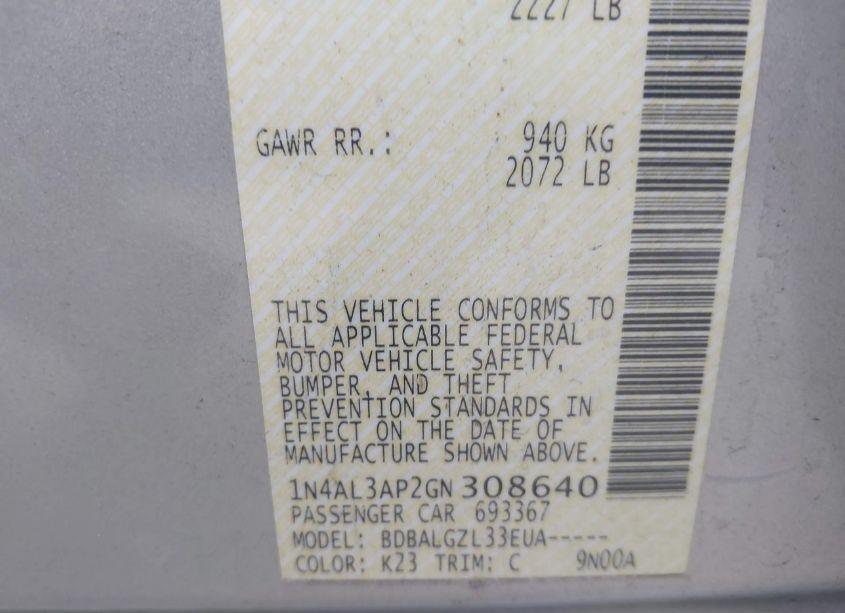 2227 LB
GAWR RR.: 940 KG
2072 LB
THIS VEHICLE CONFORMS TO
ALL APPLICABLE FEDERAL
MOTOR VEHICLE SAFETY,
BUMPER, AND THEFT
PREVENTION STANDARDS IN
EFFECT ON THE DATE OF
MANUFACTURE SHOWN ABOVE.
1N4AL3AP2GN308640
PASSENGER CAR 693367
MODEL: BDBALGZL33EUA-----
COLOR: K23 TRIM: C 9N00A